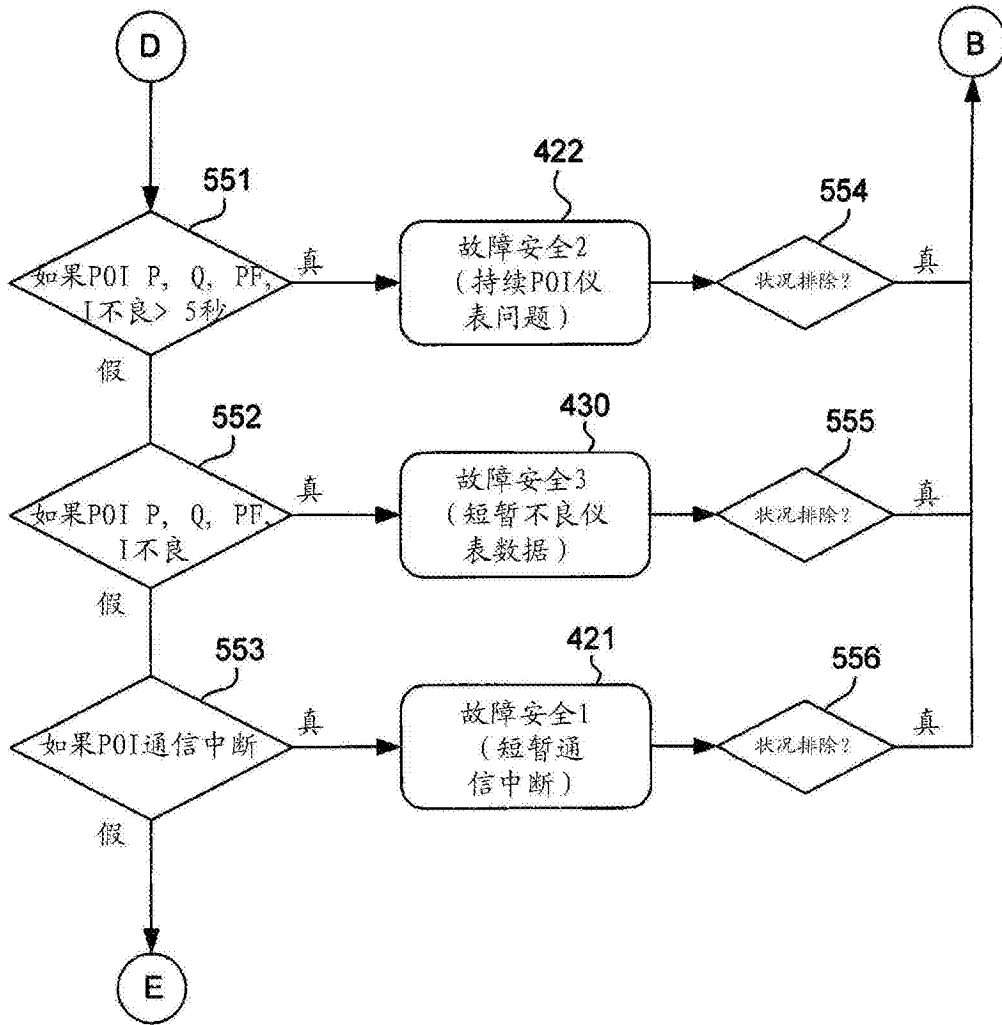 D
B
551
如果POI P, Q, PF,
I不良> 5秒
真
假
422
故障安全2
(持续POI仪
表问题)
554
状况排除?
真
552
如果POI P, Q, PF,
I不良
真
假
430
故障安全3
(短暂不良仪
表数据)
555
状况排除?
真
553
如果POI通信中断
真
假
421
故障安全1
(短暂通
信中断)
556
状况排除?
真
E